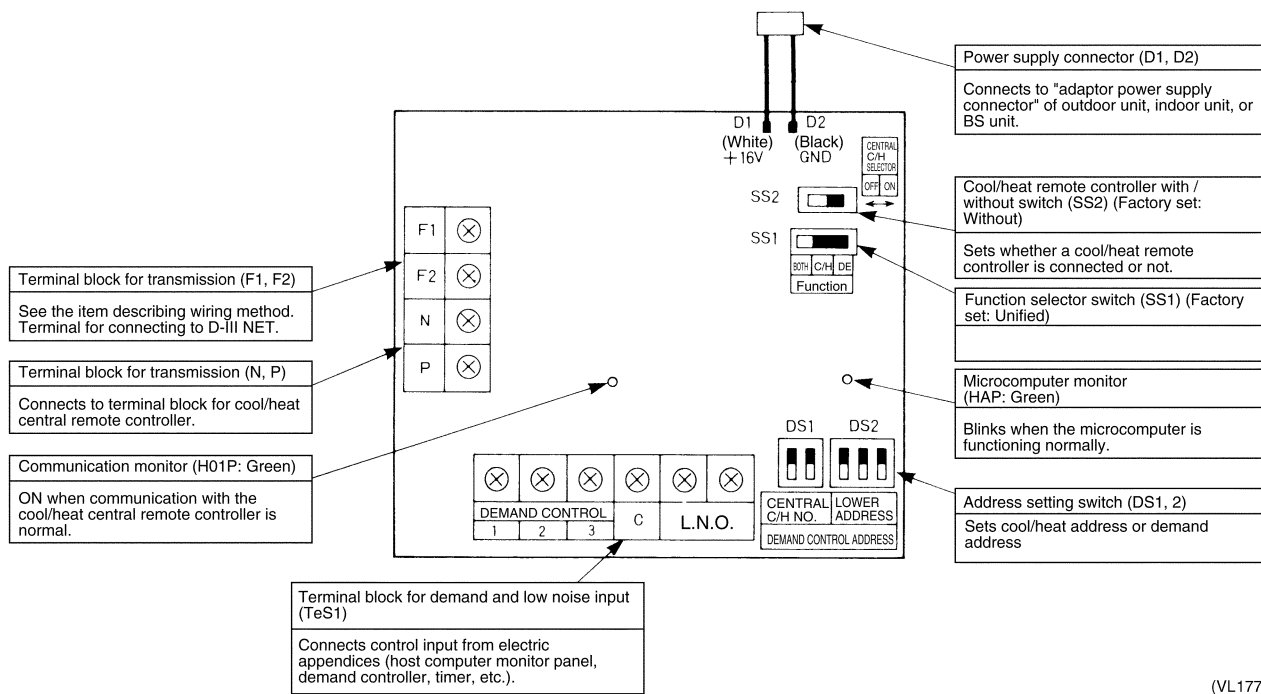 Power supply connector (D1, D2)
Connects to "adaptor power supply
connector" of outdoor unit, indoor unit, or
BS unit.
D1
(White)
+16V
D2
(Black)
GND
CENTRAL
C/H
SELECTOR
OFF ON
SS2
Cool/heat remote controller with /
without switch (SS2) (Factory set:
Without)
Sets whether a cool/heat remote
controller is connected or not.
SS1
BOTH C/H DE
Function
Function selector switch (SS1) (Factory
set: Unified)
F1
F2
N
P
Terminal block for transmission (F1, F2)
See the item describing wiring method.
Terminal for connecting to D-III NET.
Terminal block for transmission (N, P)
Connects to terminal block for cool/heat
central remote controller.
Microcomputer monitor
(HAP: Green)
Blinks when the microcomputer is
functioning normally.
Communication monitor (H01P: Green)
ON when communication with the
cool/heat central remote controller is
normal.
DS1 DS2
DEMAND CONTROL
1 2 3
C
L.N.O.
CENTRAL
C/H NO.
LOWER
ADDRESS
DEMAND CONTROL ADDRESS
Address setting switch (DS1, 2)
Sets cool/heat address or demand
address
Terminal block for demand and low noise input
(TeS1)
Connects control input from electric
appendices (host computer monitor panel,
demand controller, timer, etc.).
(VL177